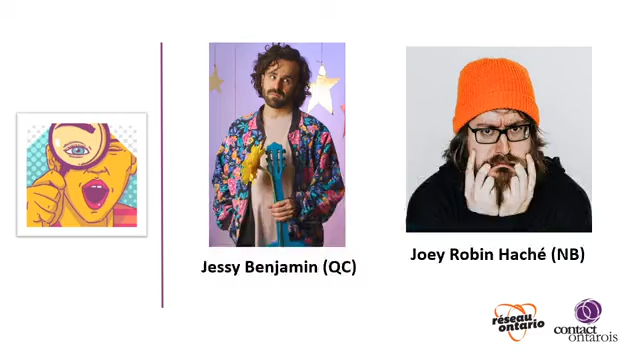 Jessy Benjamin (QC)
Joey Robin Haché (NB)
réseau
ontario
contact
ontarois